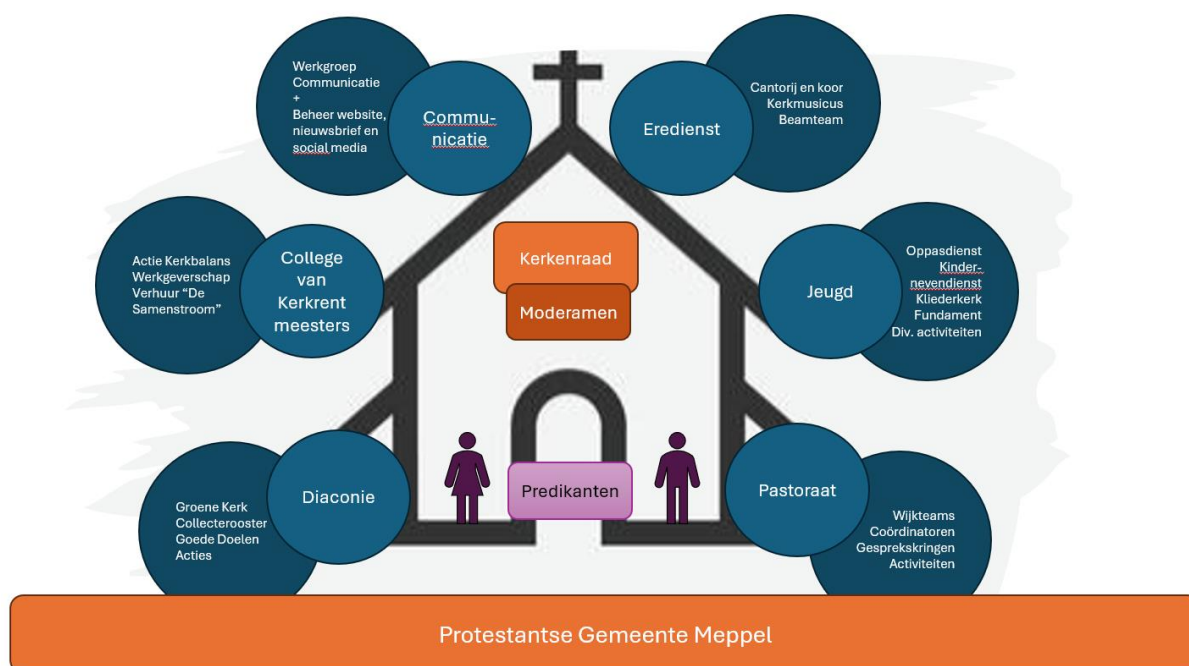 Werkgroep
Communicatie
+
Beheer website,
nieuwsbrief en
social media
Commu-
nicatie
Eredienst
Cantorij en koor
Kerkmusicus
Beamteam
Actie Kerkbalans
Werkgeverschap
Verhuur “De
Samenstroom”
College
van
Kerkrent
meesters
Kerkenraad
Moderamen
Jeugd
Oppasdienst
Kinder-
nevendienst
Kliederkerk
Fundament
Div. activiteiten
Groene Kerk
Collecterooster
Goede Doelen
Acties
Diaconie
Predikanten
Pastoraat
Wijkteams
Coördinatoren
Gesprekskringen
Activiteiten
Protestantse Gemeente Meppel